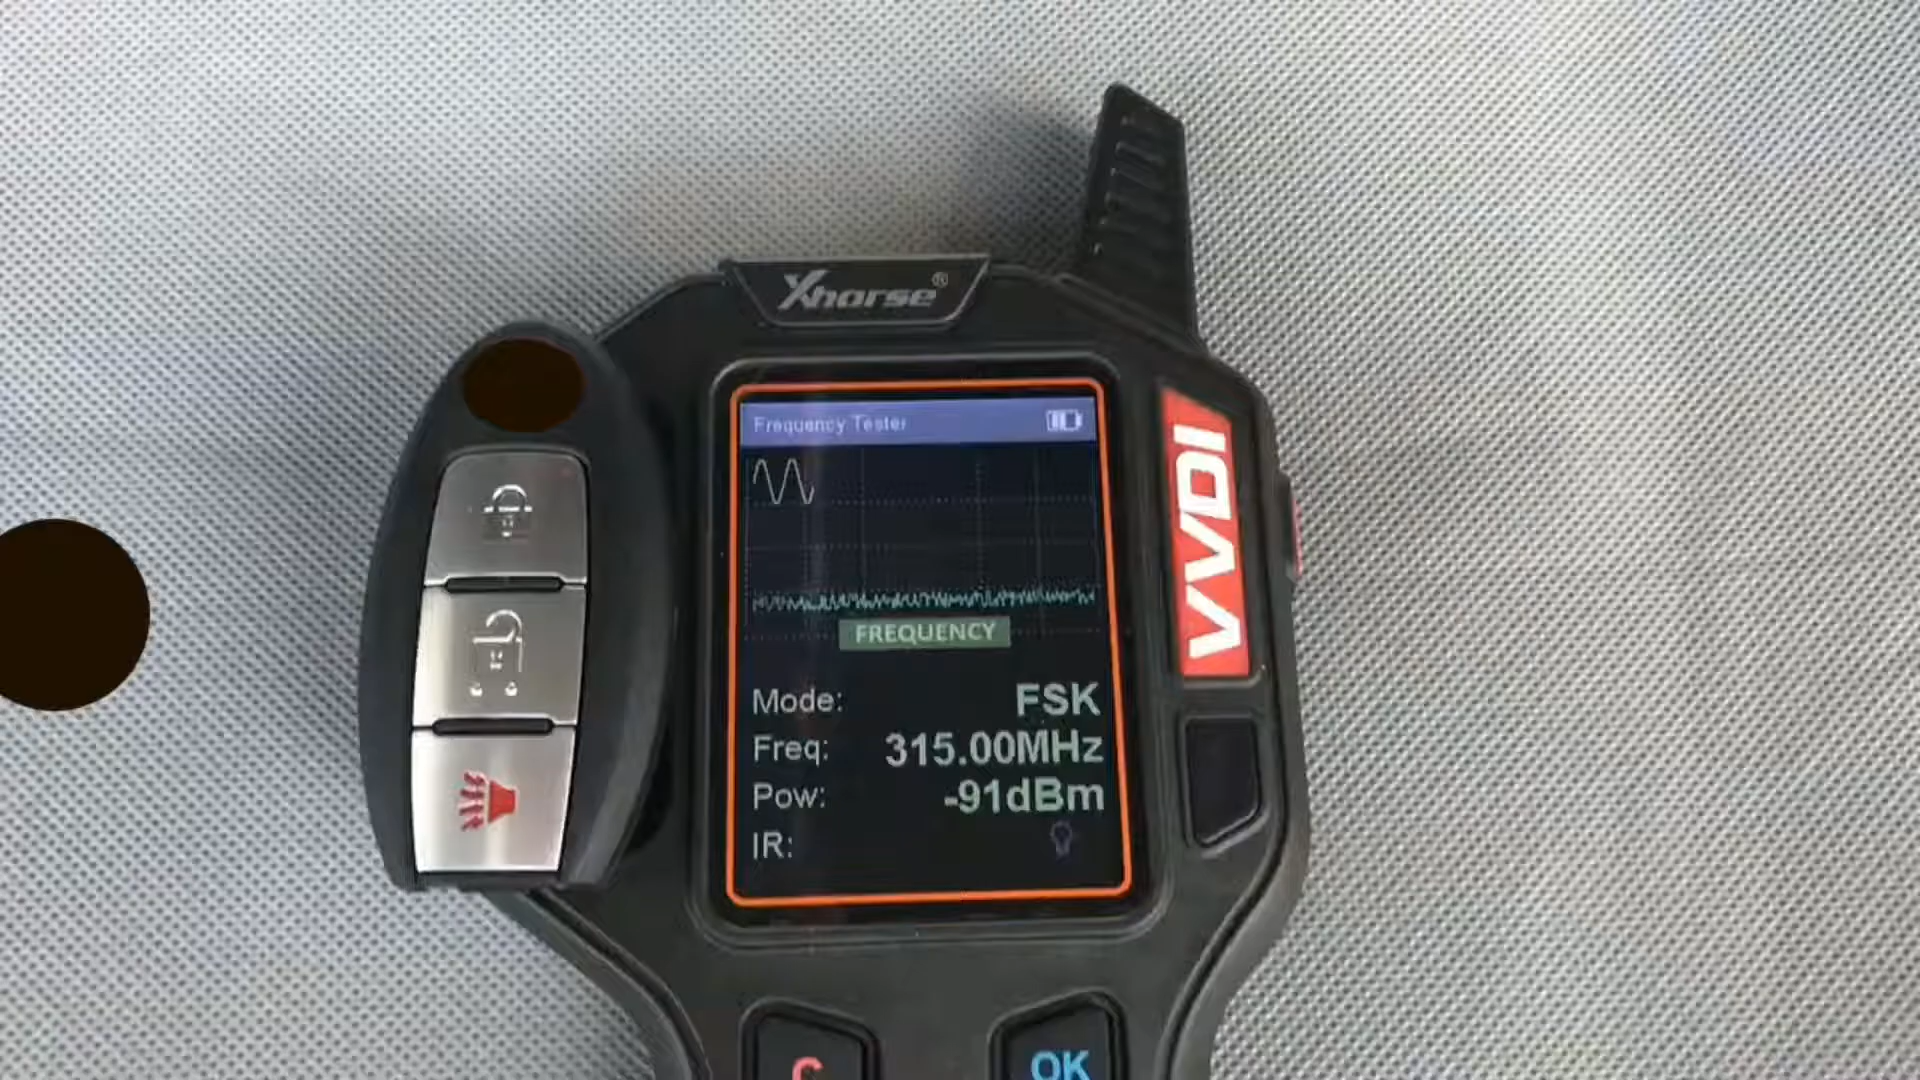 Xhorse®
Frequency Tester
VVDI
FREQUENCY
Mode: FSK
Freq: 315.00MHz
Pow: -91dBm
IR:
C
OK